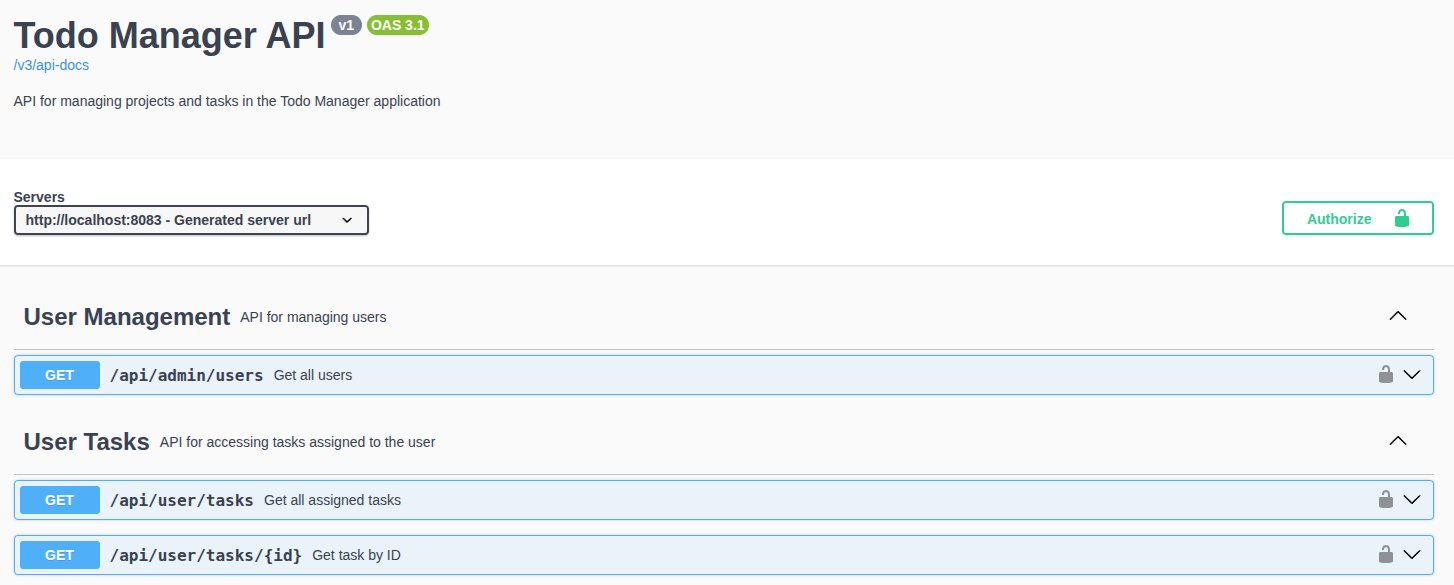 Todo Manager API v1 OAS 3.1
/v3/api-docs
API for managing projects and tasks in the Todo Manager application
Servers
http://localhost:8083 - Generated server url
Authorize
User Management API for managing users
GET /api/admin/users Get all users
User Tasks API for accessing tasks assigned to the user
GET /api/user/tasks Get all assigned tasks
GET /api/user/tasks/{id} Get task by ID